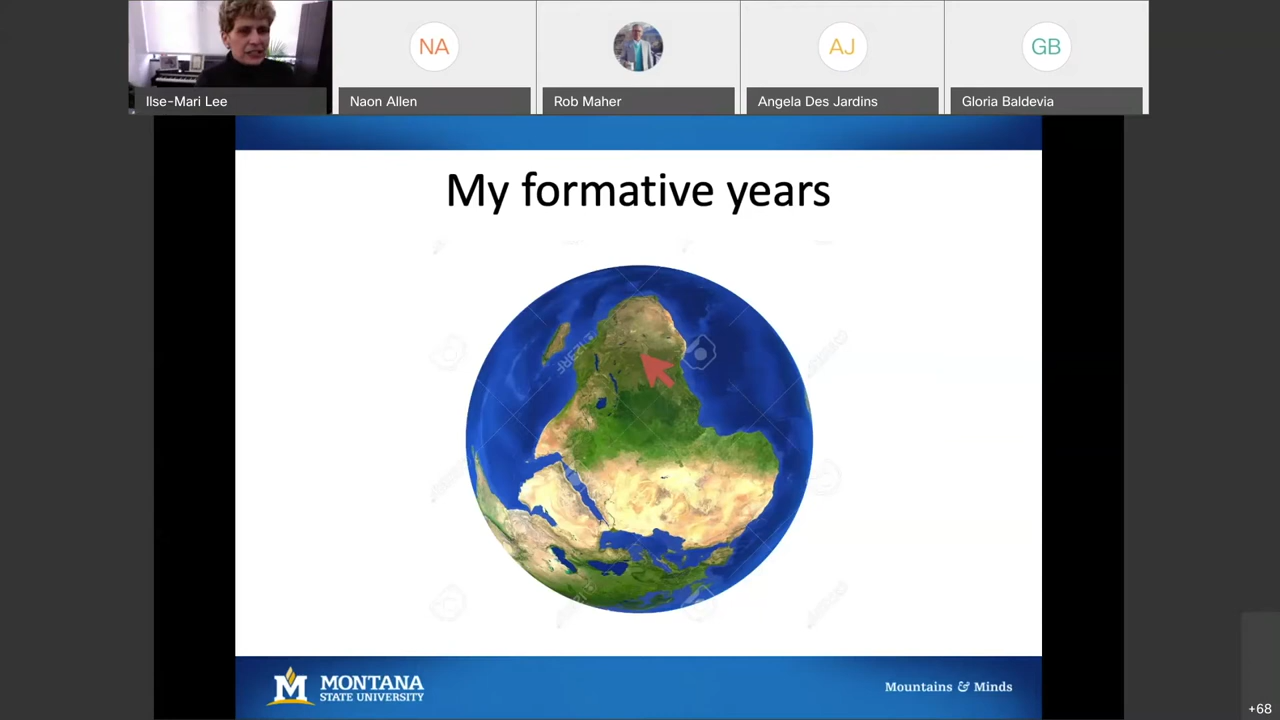 NA
AJ
GB
Ilse-Mari Lee
Naon Allen
Rob Maher
Angela Des Jardins
Gloria Baldevia
My formative years
123RF
M MONTANA
STATE UNIVERSITY
Mountains & Minds
+68